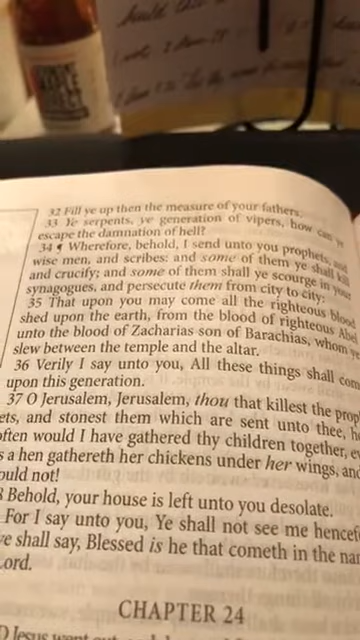 32 Fill ye up then the measure of your fathers.
33 Ye serpents, ye generation of vipers, how can ye
escape the damnation of hell?
34 ¶ Wherefore, behold, I send unto you prophets, and
wise men, and scribes: and some of them ye shall kill
and crucify; and some of them shall ye scourge in your
synagogues, and persecute them from city to city:
35 That upon you may come all the righteous blood
shed upon the earth, from the blood of righteous Abel
unto the blood of Zacharias son of Barachias, whom ye
slew between the temple and the altar.
36 Verily I say unto you, All these things shall com
upon this generation.
37 O Jerusalem, Jerusalem, thou that killest the prop
ets, and stonest them which are sent unto thee, h
often would I have gathered thy children together, ev
s a hen gathereth her chickens under her wings, and
ould not!
8 Behold, your house is left unto you desolate.
For I say unto you, Ye shall not see me hencef
ve shall say, Blessed is he that cometh in the nam
Lord.
CHAPTER 24